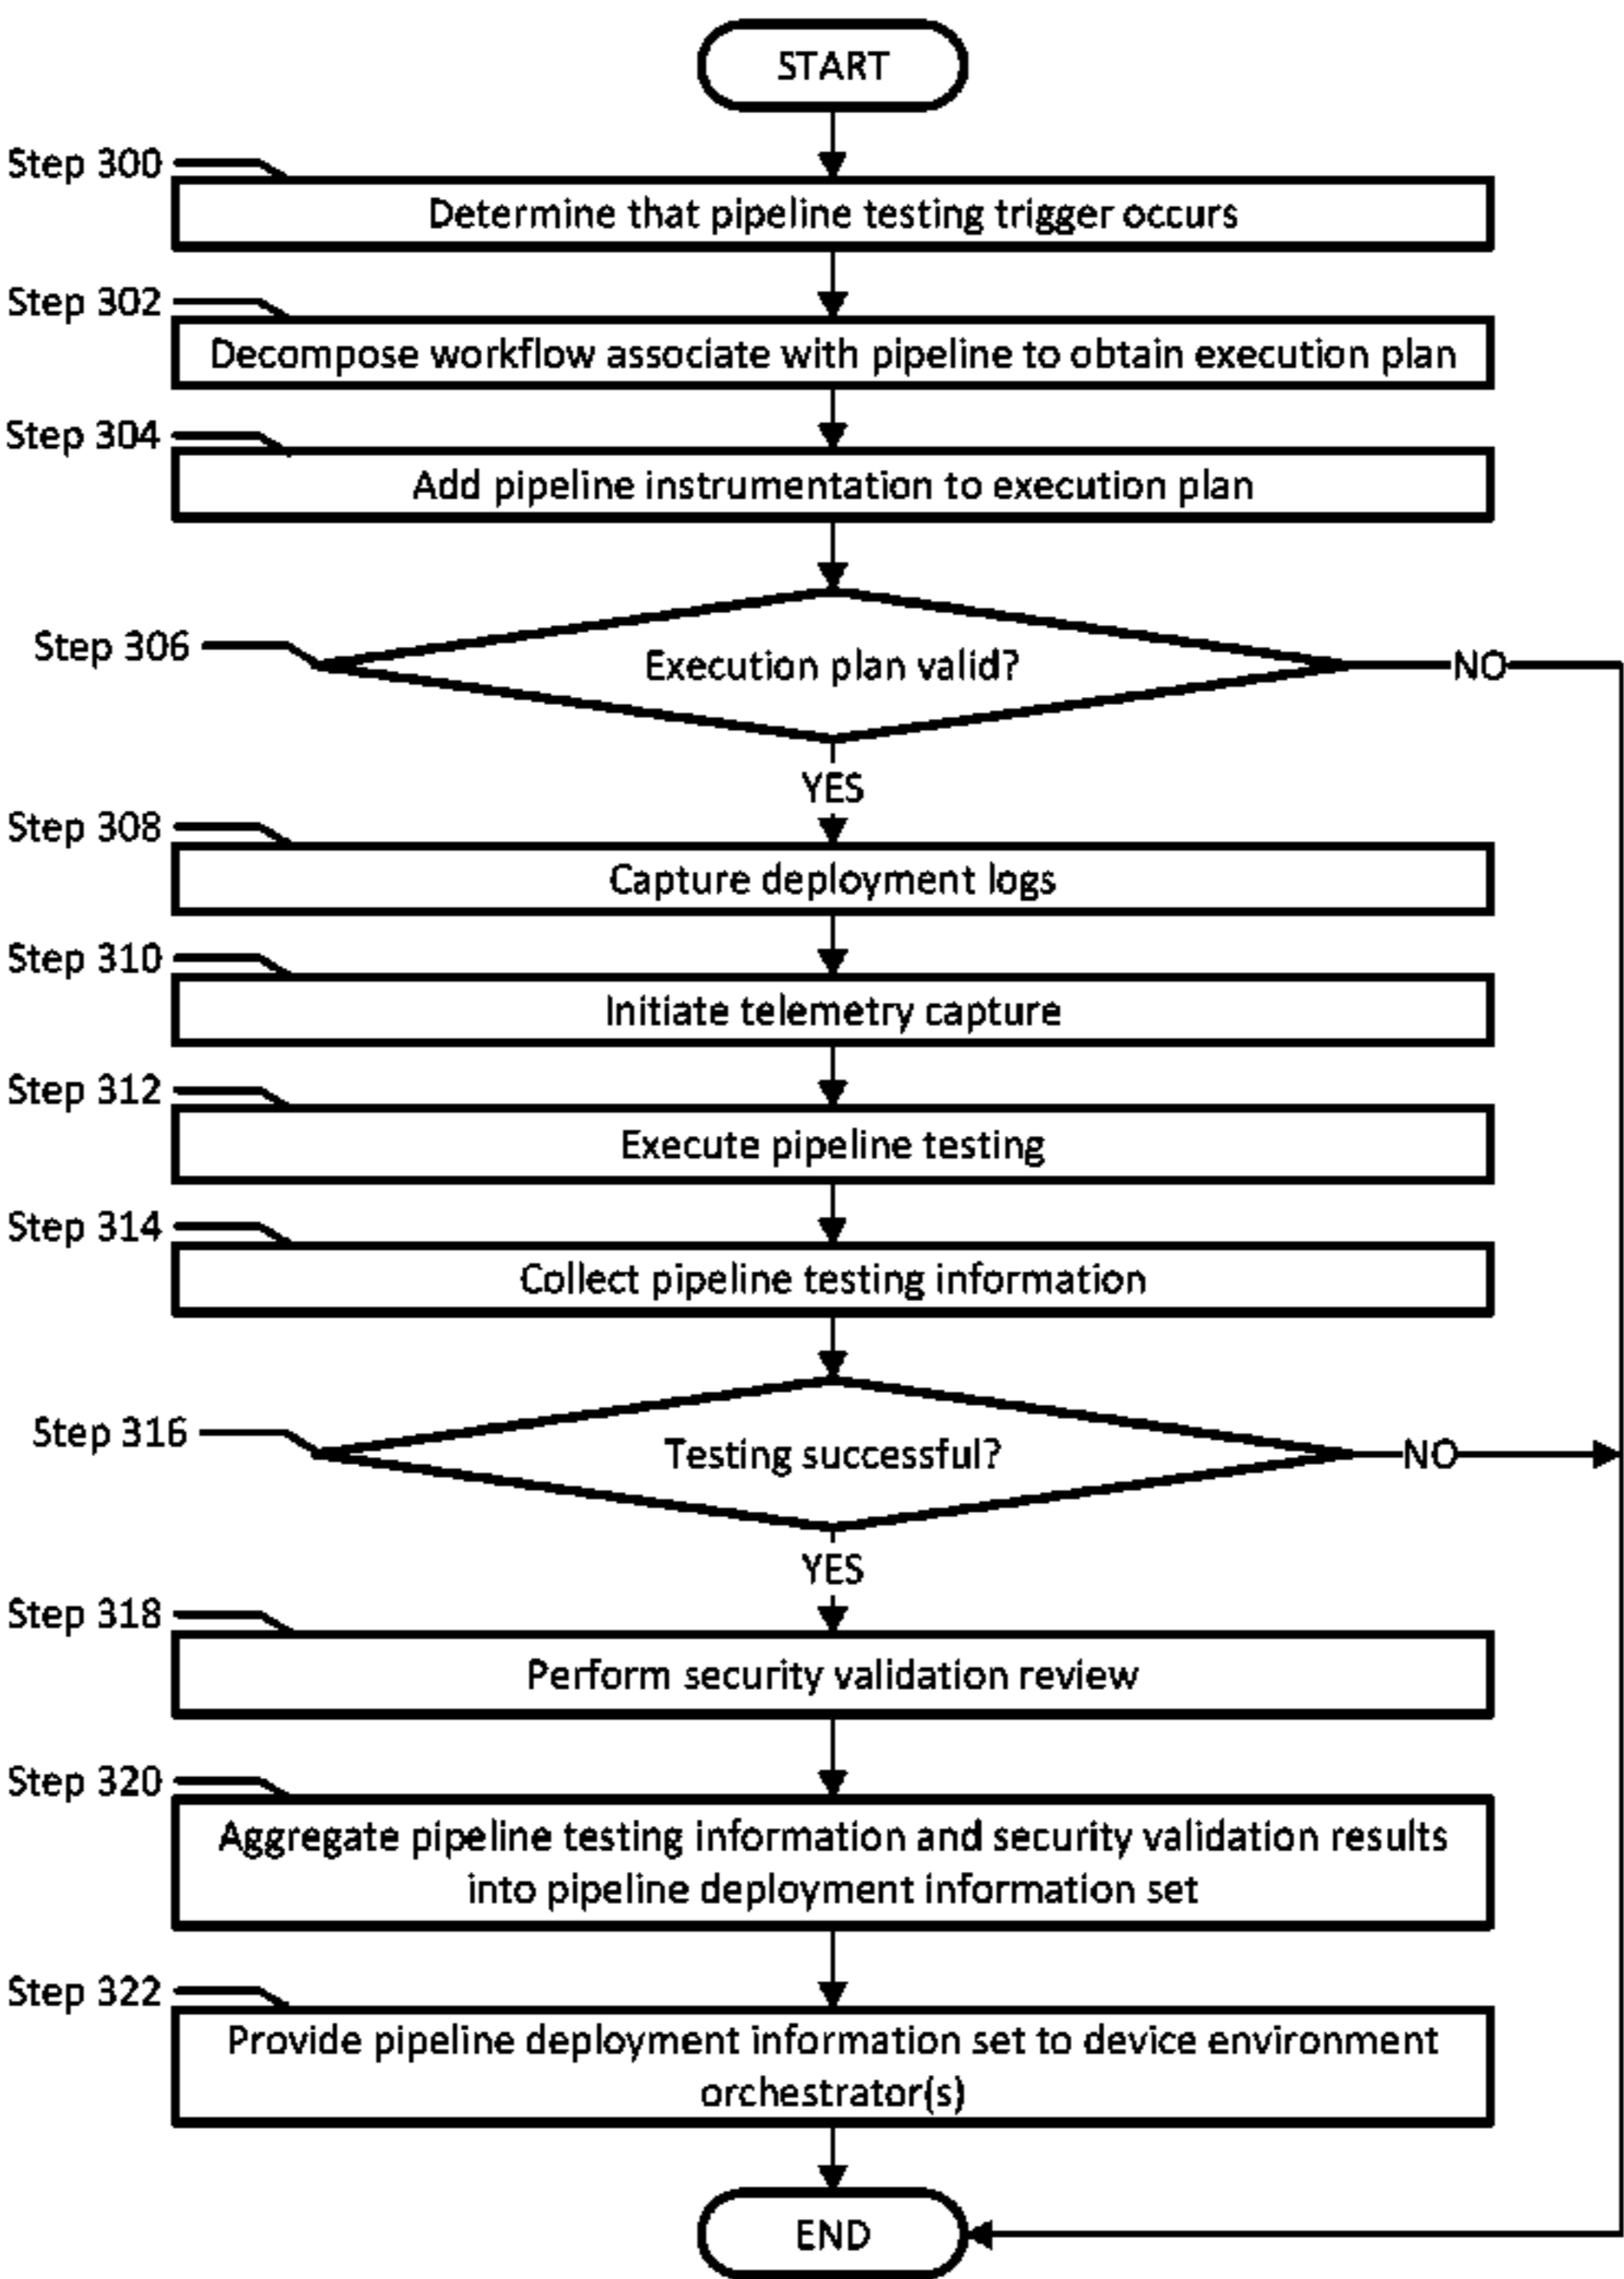 START
Step 300
Determine that pipeline testing trigger occurs
Step 302
Decompose workflow associate with pipeline to obtain execution plan
Step 304
Add pipeline instrumentation to execution plan
Step 306
Execution plan valid?
NO
YES
Step 308
Capture deployment logs
Step 310
Initiate telemetry capture
Step 312
Execute pipeline testing
Step 314
Collect pipeline testing information
Step 316
Testing successful?
NO
YES
Step 318
Perform security validation review
Step 320
Aggregate pipeline testing information and security validation results
into pipeline deployment information set
Step 322
Provide pipeline deployment information set to device environment
orchestrator(s)
END